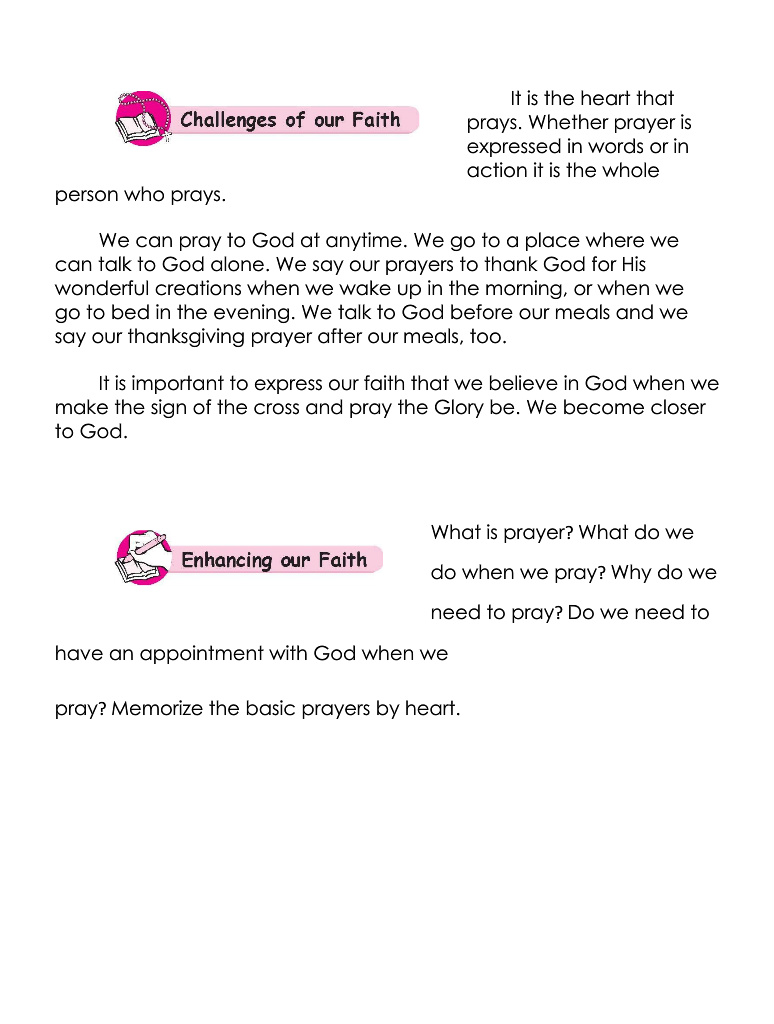 Challenges of our Faith
It is the heart that
prays. Whether prayer is
expressed in words or in
action it is the whole
person who prays.
We can pray to God at anytime. We go to a place where we
can talk to God alone. We say our prayers to thank God for His
wonderful creations when we wake up in the morning, or when we
go to bed in the evening. We talk to God before our meals and we
say our thanksgiving prayer after our meals, too.
It is important to express our faith that we believe in God when we
make the sign of the cross and pray the Glory be. We become closer
to God.
Enhancing our Faith
What is prayer? What do we
do when we pray? Why do we
need to pray? Do we need to
have an appointment with God when we
pray? Memorize the basic prayers by heart.